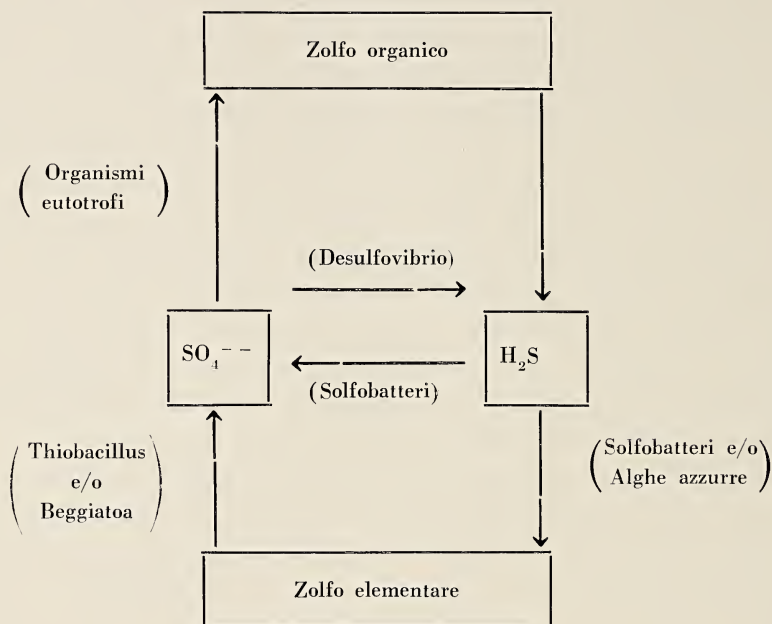 Zolfo organico
Organismi
eutotrofi
(Desulfovibrio)
SO₄⁻⁻
H₂S
(Solfobatteri)
Thiobacillus
e/o
Beggiatoa
(Solfobatteri e/o
Alghe azzurre)
Zolfo elementare